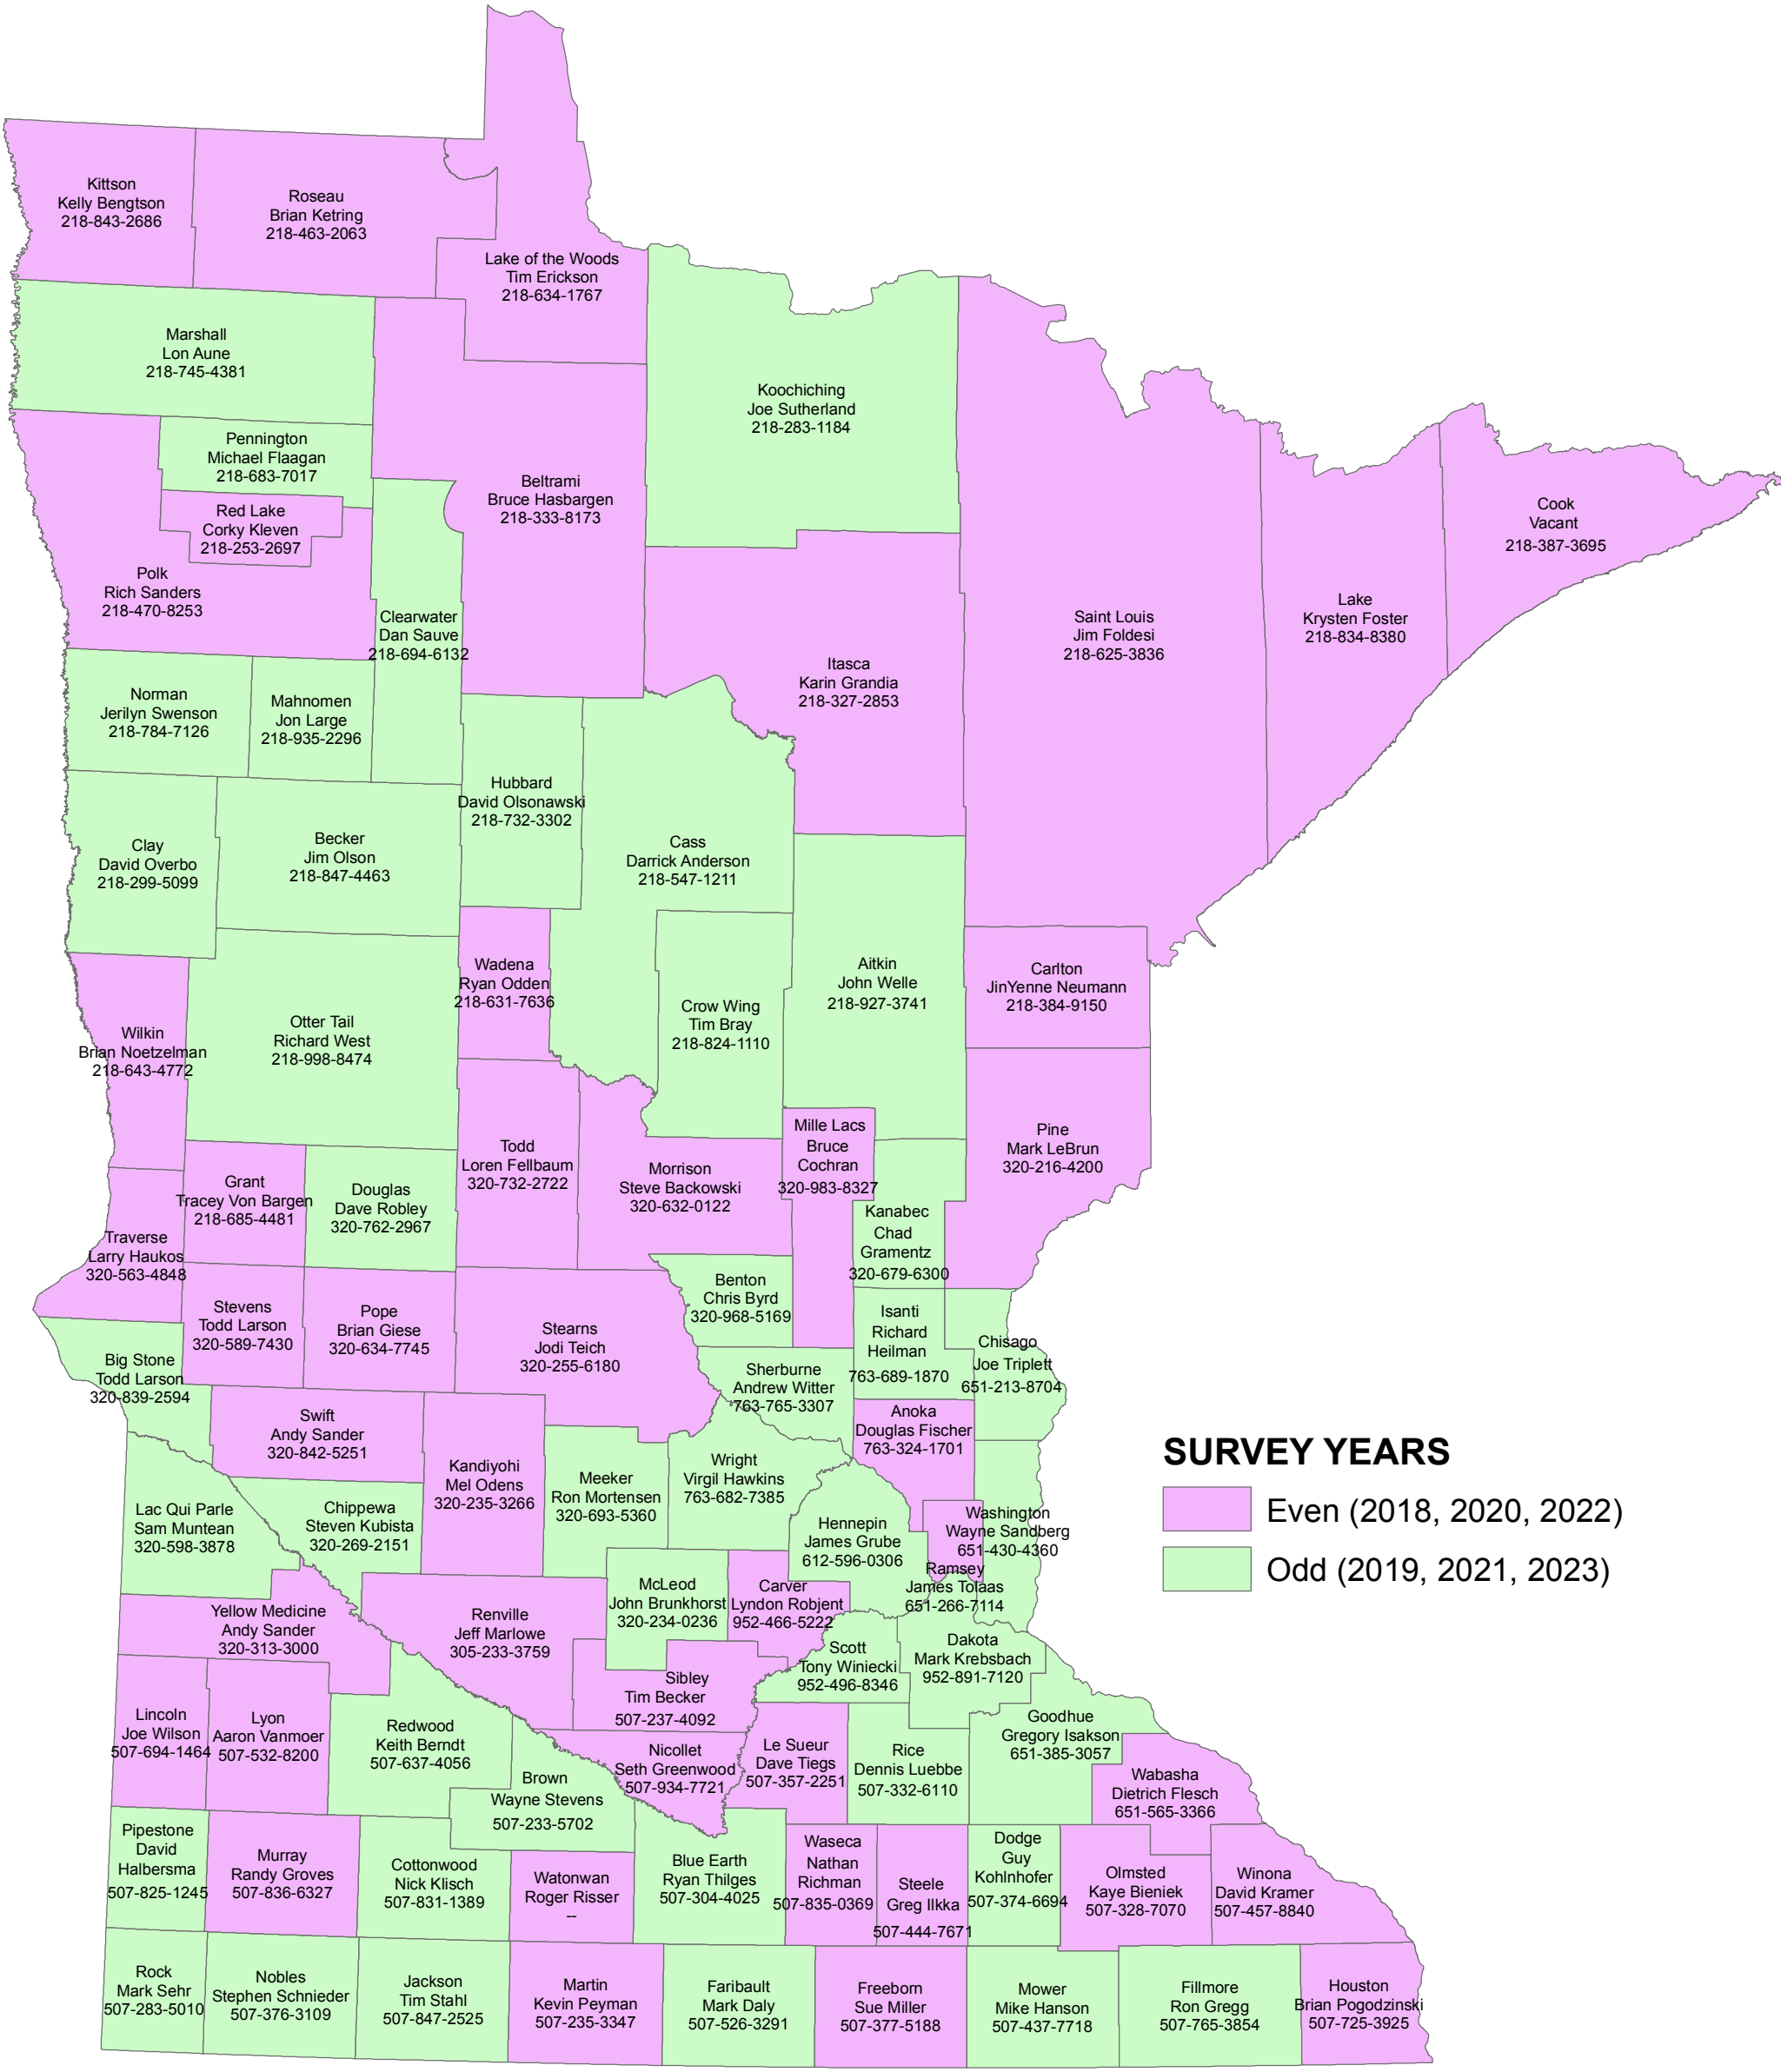 Kittson
Kelly Bengtson
218-843-2686
Roseau
Brian Ketring
218-463-2063
Lake of the Woods
Tim Erickson
218-634-1767
Marshall
Lon Aune
218-745-4381
Koochiching
Joe Sutherland
218-283-1184
Pennington
Michael Flaagan
218-683-7017
Red Lake
Corky Kleven
218-253-2697
Beltrami
Bruce Hasbargen
218-333-8173
Cook
Vacant
218-387-3695
Polk
Rich Sanders
218-470-8253
Clearwater
Dan Sauve
218-694-6132
Saint Louis
Jim Foldesi
218-625-3836
Lake
Krysten Foster
218-834-8380
Itasca
Karin Grandia
218-327-2853
Norman
Jerilyn Swenson
218-784-7126
Mahnomen
Jon Large
218-935-2296
Hubbard
David Olsonawski
218-732-3302
Clay
David Overbo
218-299-5099
Becker
Jim Olson
218-847-4463
Cass
Darrick Anderson
218-547-1211
Wadena
Ryan Odden
218-631-7636
Aitkin
John Welle
218-927-3741
Carlton
JinYenne Neumann
218-384-9150
Crow Wing
Tim Bray
218-824-1110
Wilkin
Brian Noetzelman
218-643-4772
Otter Tail
Richard West
218-998-8474
Todd
Loren Fellbaum
320-732-2722
Morrison
Steve Backowski
320-632-0122
Mille Lacs
Bruce
Cochran
320-983-8327
Pine
Mark LeBrun
320-216-4200
Grant
Tracey Von Bargen
218-685-4481
Douglas
Dave Robley
320-762-2967
Kanabec
Chad
Gramentz
320-679-6300
Traverse
Larry Haukos
320-563-4848
Stevens
Todd Larson
320-589-7430
Pope
Brian Giese
320-634-7745
Stearns
Jodi Teich
320-255-6180
Benton
Chris Byrd
320-968-5169
Isanti
Richard
Heilman
763-689-1870
Chisago
Joe Triplett
651-213-8704
Big Stone
Todd Larson
320-839-2594
Sherburne
Andrew Witter
763-765-3307
Swift
Andy Sander
320-842-5251
Anoka
Douglas Fischer
763-324-1701
Kandiyohi
Mel Odens
320-235-3266
Meeker
Ron Mortensen
320-693-5360
Wright
Virgil Hawkins
763-682-7385
SURVEY YEARS
Even (2018, 2020, 2022)
Odd (2019, 2021, 2023)
Lac Qui Parle
Sam Muntean
320-598-3878
Chippewa
Steven Kubista
320-269-2151
Hennepin
James Grube
612-596-0306
Washington
Wayne Sandberg
651-430-4360
Ramsey
James Tolaas
651-266-7114
McLeod
John Brunkhorst
320-234-0236
Carver
Lyndon Robjent
952-466-5222
Yellow Medicine
Andy Sander
320-313-3000
Renville
Jeff Marlowe
305-233-3759
Scott
Tony Winiecki
952-496-8346
Dakota
Mark Krebsbach
952-891-7120
Sibley
Tim Becker
507-237-4092
Lincoln
Joe Wilson
507-694-1464
Lyon
Aaron Vanmoer
507-532-8200
Redwood
Keith Berndt
507-637-4056
Nicollet
Seth Greenwood
507-934-7721
Le Sueur
Dave Tiegs
507-357-2251
Rice
Dennis Luebbe
507-332-6110
Goodhue
Gregory Isakson
651-385-3057
Wabasha
Dietrich Flesch
651-565-3366
Brown
Wayne Stevens
507-233-5702
Pipestone
David
Halbersma
507-825-1245
Murray
Randy Groves
507-836-6327
Cottonwood
Nick Klisch
507-831-1389
Watonwan
Roger Risser
--
Blue Earth
Ryan Thilges
507-304-4025
Waseca
Nathan
Richman
507-835-0369
Steele
Greg Ilkka
507-444-7671
Dodge
Guy
Kohlnhofer
507-374-6694
Olmsted
Kaye Bieniek
507-328-7070
Winona
David Kramer
507-457-8840
Rock
Mark Sehr
507-283-5010
Nobles
Stephen Schnieder
507-376-3109
Jackson
Tim Stahl
507-847-2525
Martin
Kevin Peyman
507-235-3347
Faribault
Mark Daly
507-526-3291
Freeborn
Sue Miller
507-377-5188
Mower
Mike Hanson
507-437-7718
Fillmore
Ron Gregg
507-765-3854
Houston
Brian Pogodzinski
507-725-3925